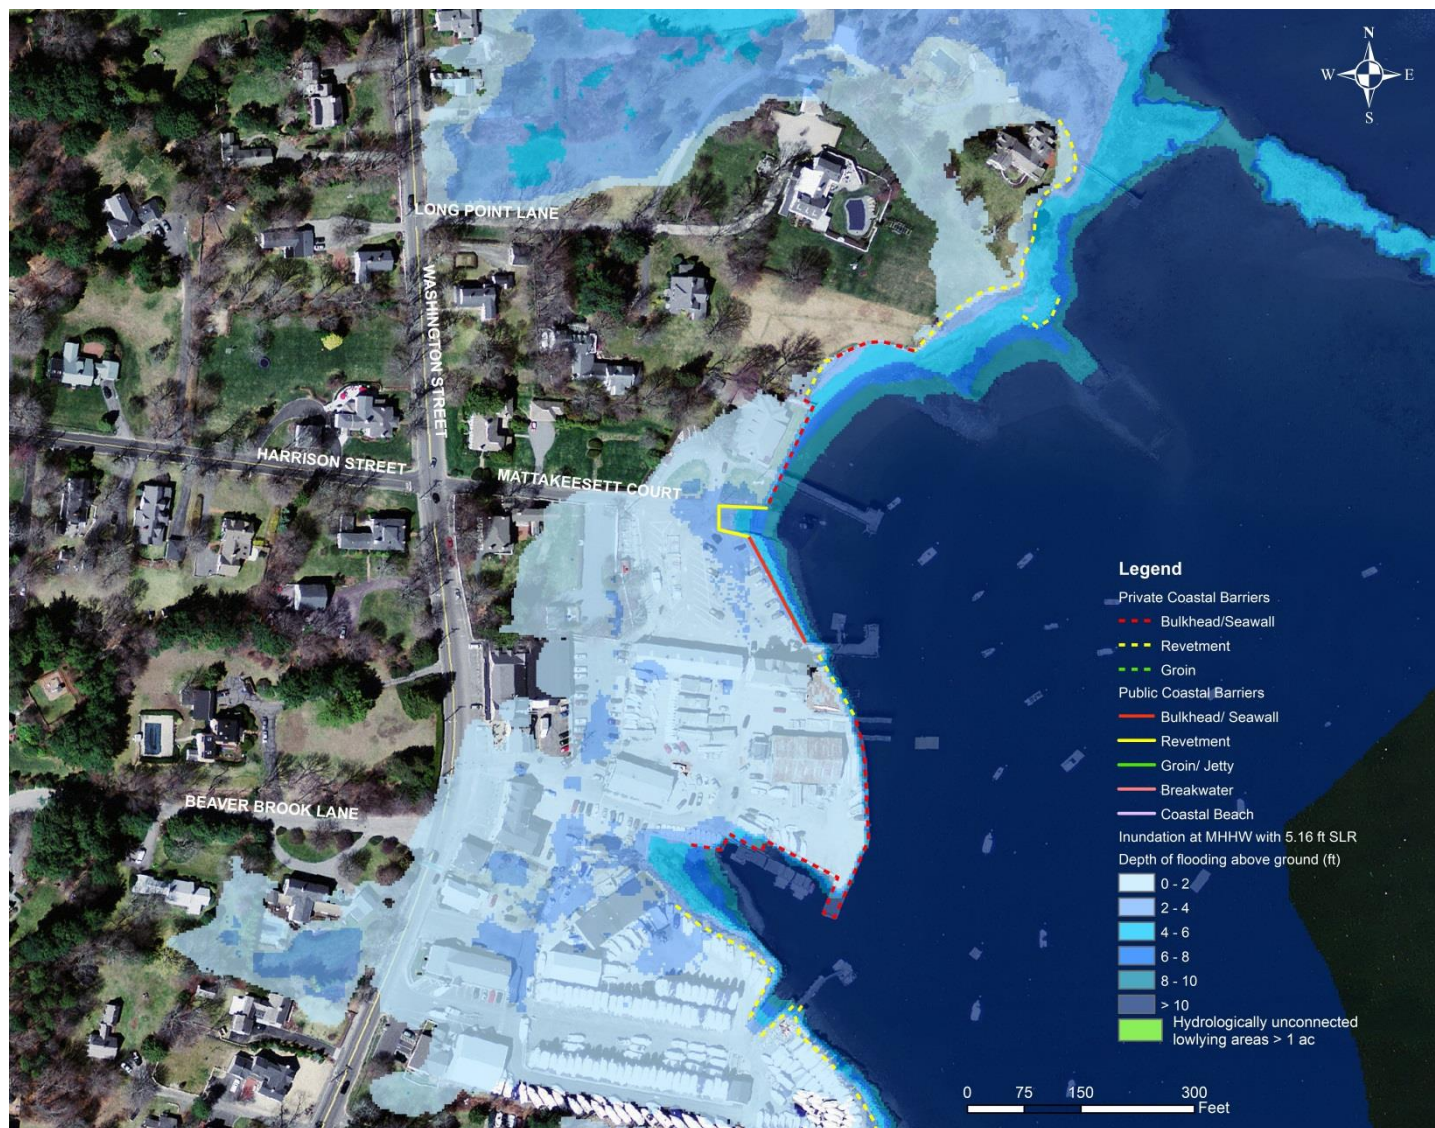 N
W E
S
LONG POINT LANE
WASHINGTON STREET
HARRISON STREET
MATTAKEESETT COURT
BEAVER BROOK LANE
Legend
Private Coastal Barriers
Bulkhead/Seawall
Revetment
Groin
Public Coastal Barriers
Bulkhead/ Seawall
Revetment
Groin/ Jetty
Breakwater
Coastal Beach
Inundation at MHHW with 5.16 ft SLR
Depth of flooding above ground (ft)
0 - 2
2 - 4
4 - 6
6 - 8
8 - 10
> 10
Hydrologically unconnected
lowlying areas > 1 ac
0 75 150 300
Feet